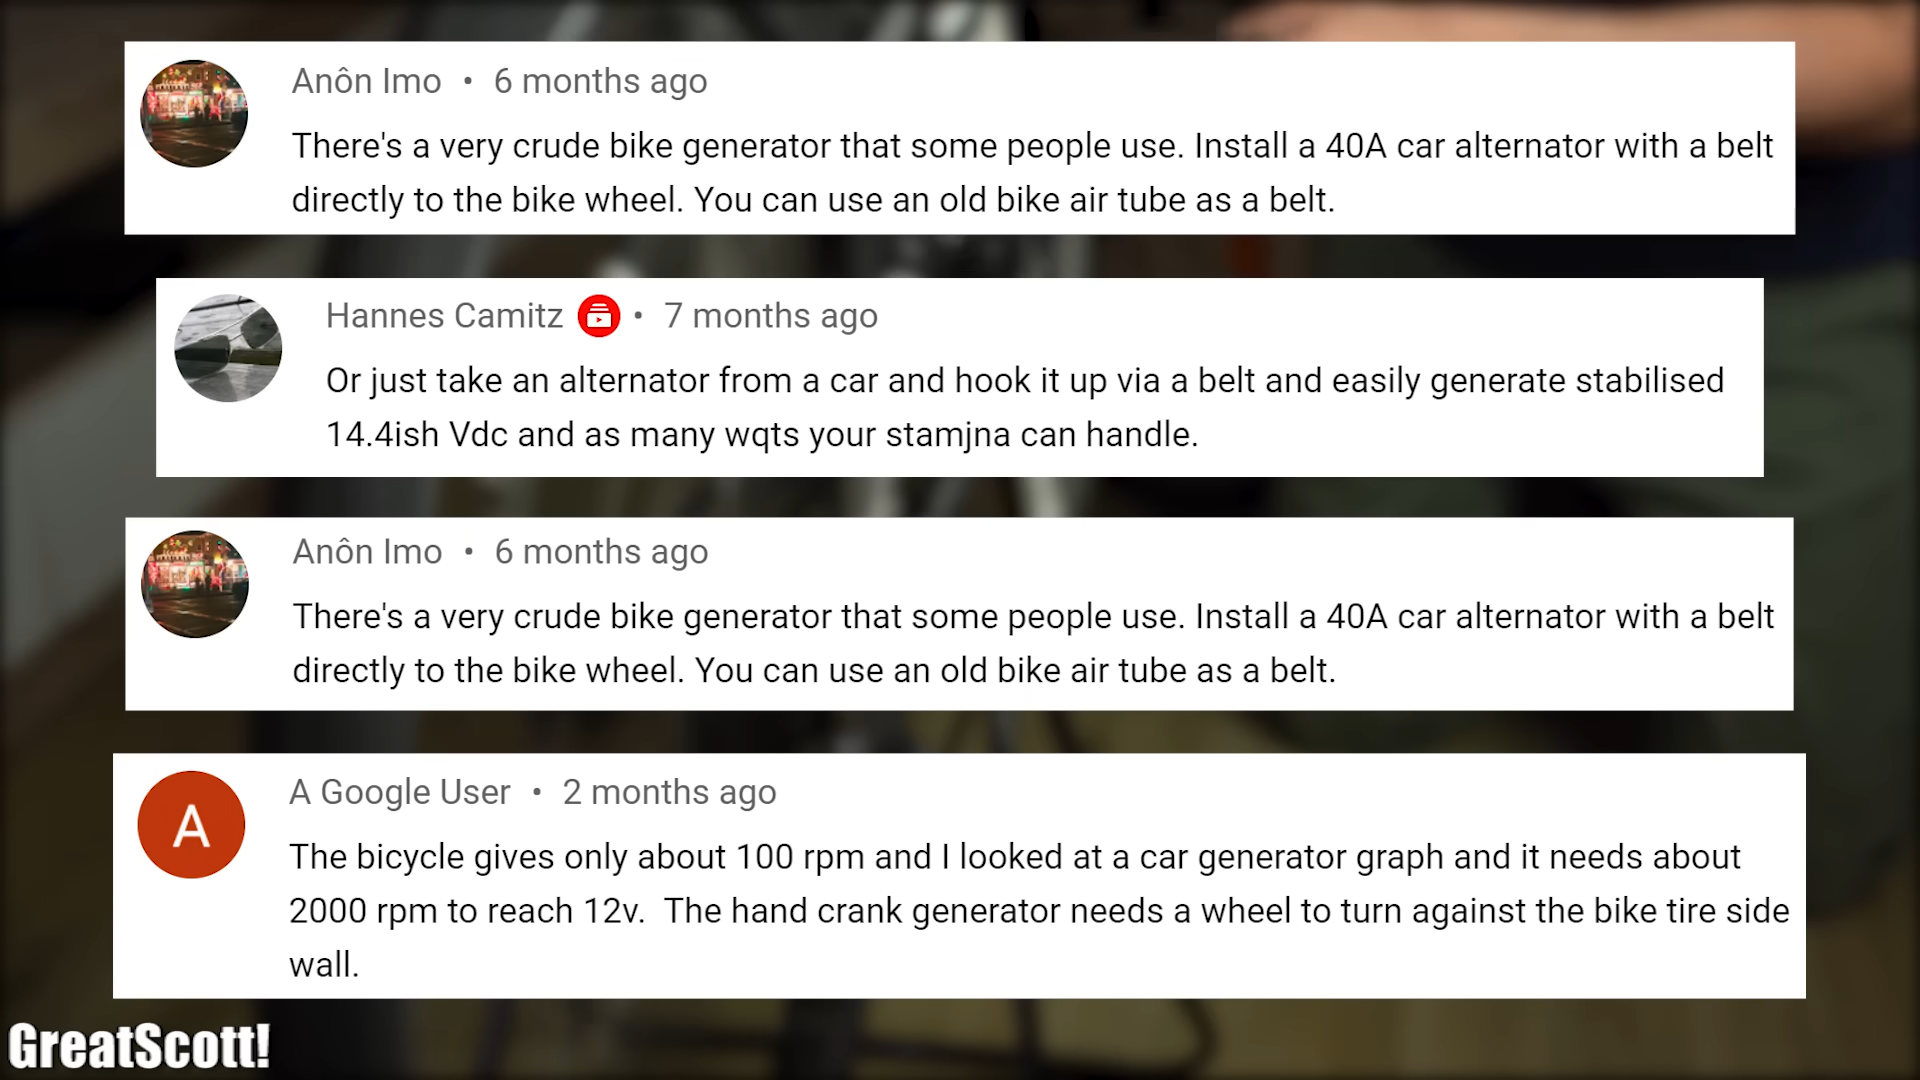 Anôn Imo • 6 months ago
There's a very crude bike generator that some people use. Install a 40A car alternator with a belt
directly to the bike wheel. You can use an old bike air tube as a belt.
Hannes Camitz • 7 months ago
Or just take an alternator from a car and hook it up via a belt and easily generate stabilised
14.4ish Vdc and as many wqts your stamjna can handle.
Anôn Imo • 6 months ago
There's a very crude bike generator that some people use. Install a 40A car alternator with a belt
directly to the bike wheel. You can use an old bike air tube as a belt.
A
A Google User • 2 months ago
The bicycle gives only about 100 rpm and I looked at a car generator graph and it needs about
2000 rpm to reach 12v.  The hand crank generator needs a wheel to turn against the bike tire side
wall.
GreatScott!